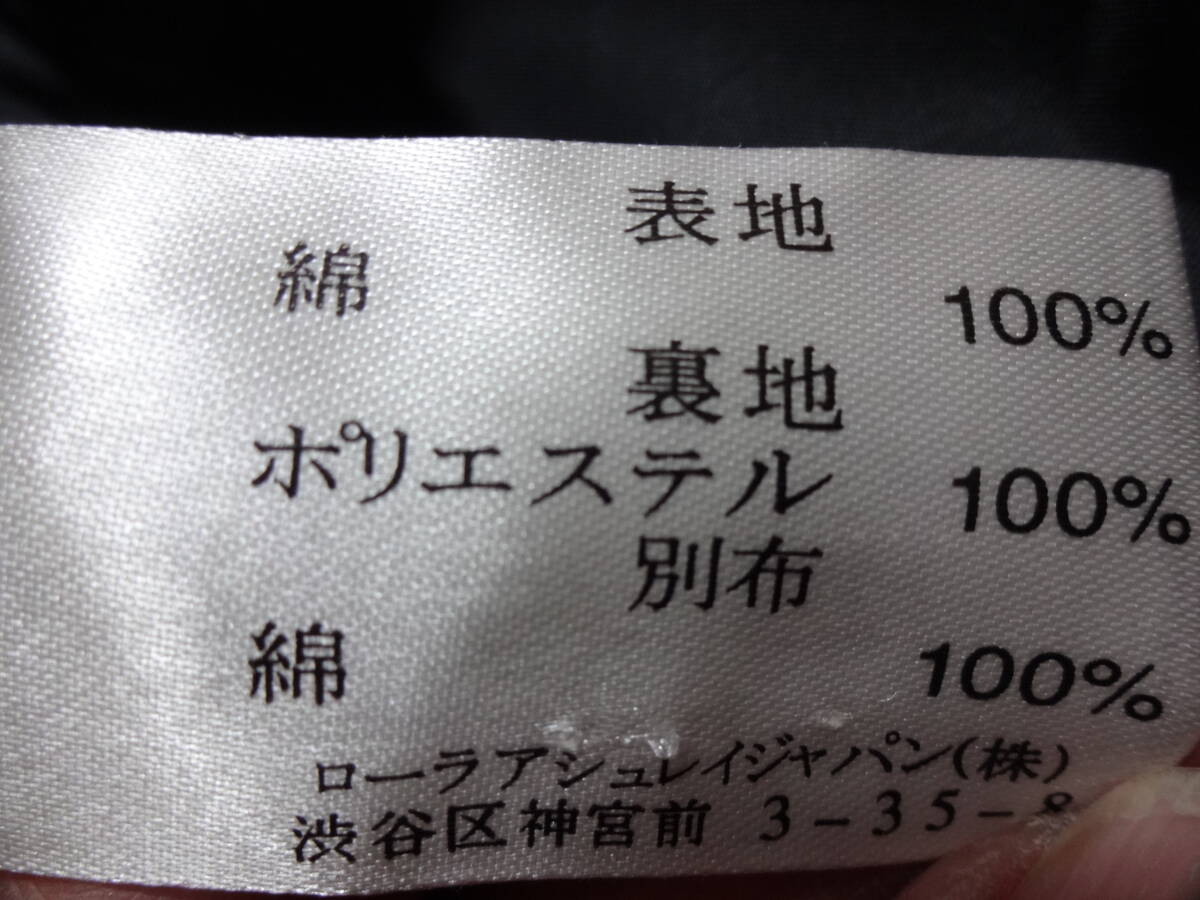 表地
綿 100%
裏地
ポリエステル 100%
別布
綿 100%
ローラアシュレイジャパン(株)
渋谷区神宮前 3-35-8